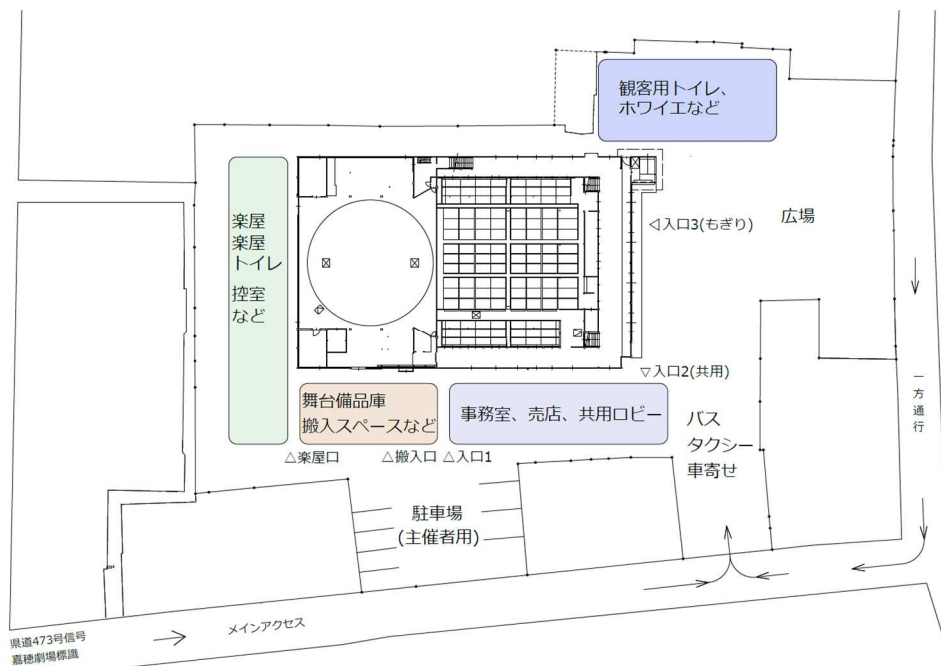 観客用トイレ、
ホワイエなど
楽屋
楽屋
トイレ
控室
など
◁入口3(もぎり)
広場
▽入口2(共用)
一方通行
舞台備品庫
搬入スペースなど
事務室、売店、共用ロビー
バス
タクシー
車寄せ
△楽屋口
△搬入口
△入口1
駐車場
(主催者用)
県道473号信号
嘉穂劇場標識
メインアクセス